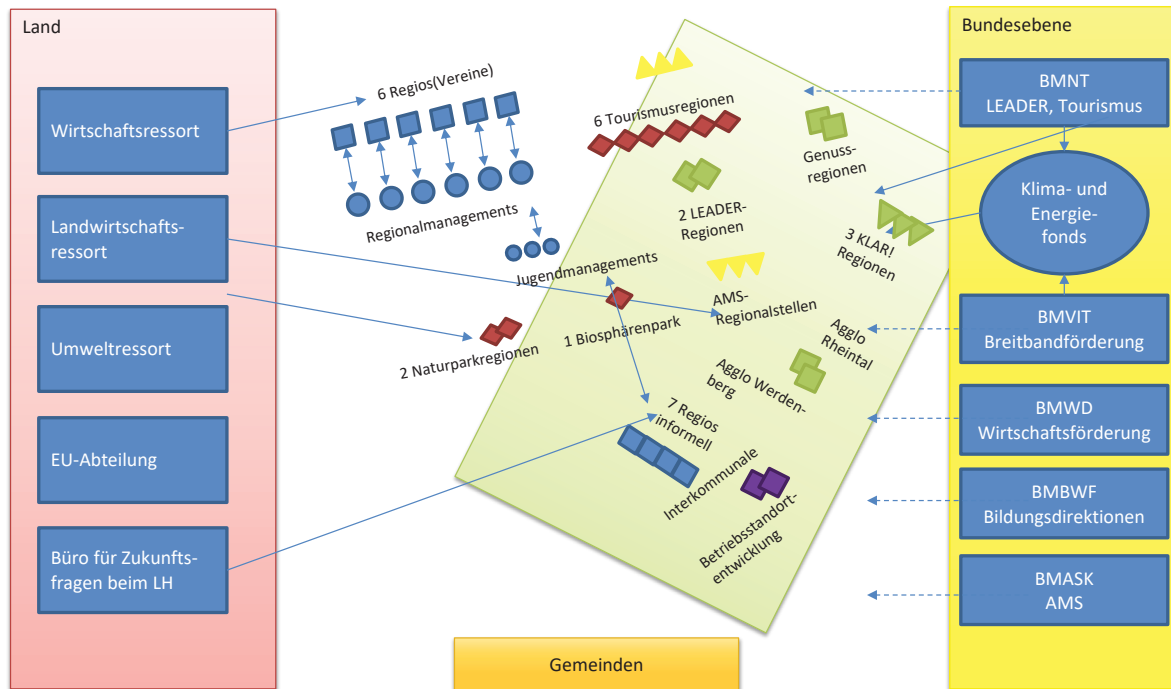 Land
Wirtschaftsressort
Landwirtschafts-
ressort
Umweltressort
EU-Abteilung
Büro für Zukunfts-
fragen beim LH
6 Regios(Vereine)
Regionalmanagements
Jugendmanagements
2 Naturparkregionen
1 Biosphärenpark
6 Tourismusregionen
Genuss-
regionen
2 LEADER-
Regionen
3 KLAR!
Regionen
AMS-
Regionalstellen
Agglo
Rheintal
Agglo Werden-
berg
7 Regios
informell
Interkommunale
Betriebsstandort-
entwicklung
Gemeinden
Bundesebene
BMNT
LEADER, Tourismus
Klima- und
Energie-
fonds
BMVIT
Breitbandförderung
BMWD
Wirtschaftsförderung
BMBWF
Bildungsdirektionen
BMASK
AMS